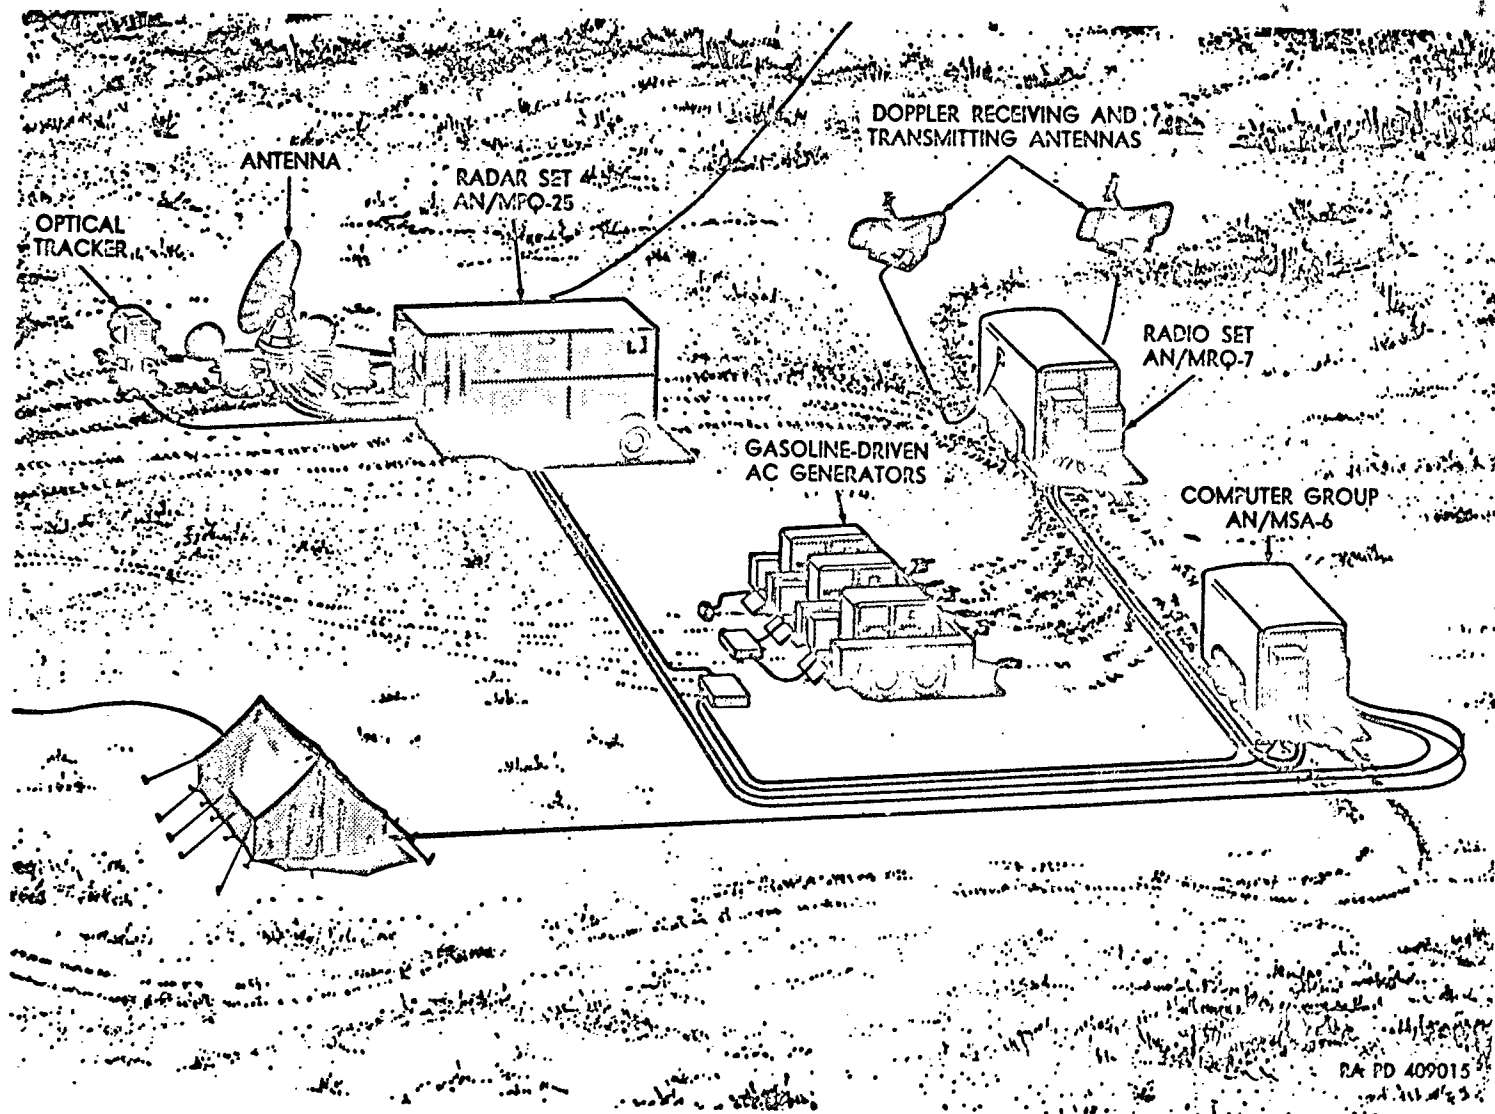 DOPPLER RECEIVING AND
TRANSMITTING ANTENNAS
ANTENNA
RADAR SET
AN/MPQ-25
OPTICAL
TRACKER
RADIO SET
AN/MRQ-7
GASOLINE-DRIVEN
AC GENERATORS
COMPUTER GROUP
AN/MSA-6
RA PD 409015